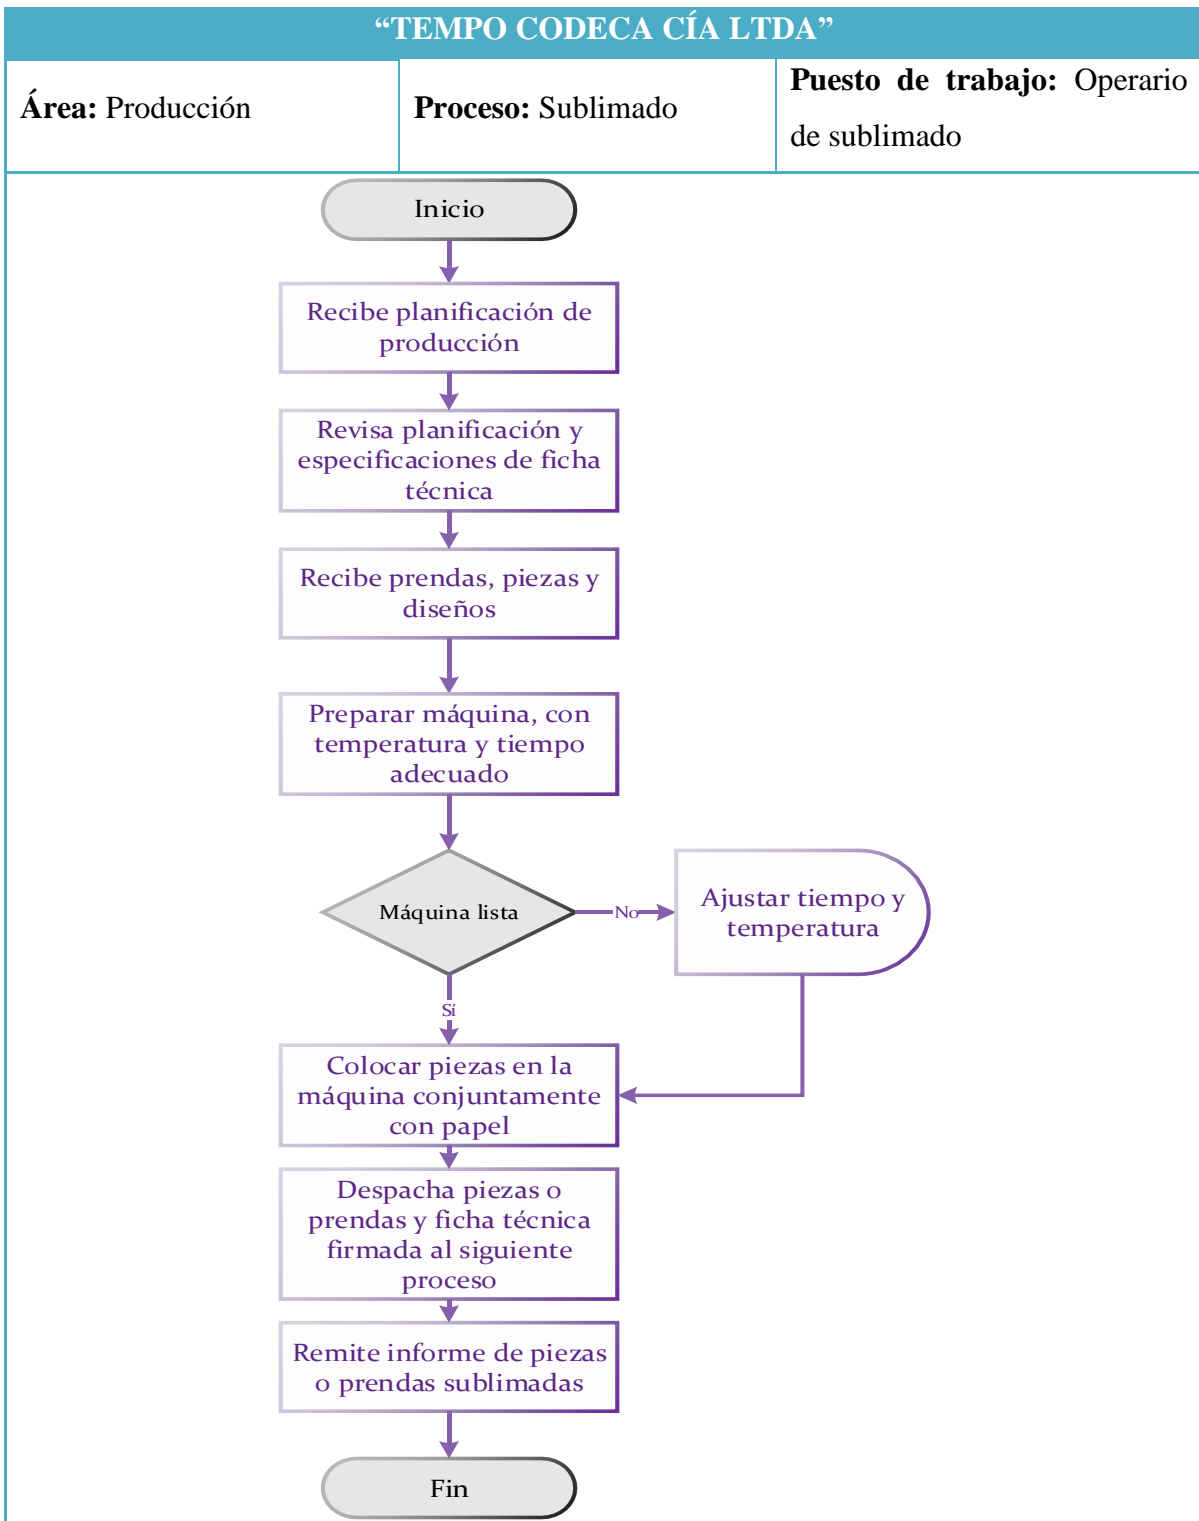 “TEMPO CODECA CÍA LTDA”
Área: Producción
Proceso: Sublimado
Puesto de trabajo: Operario
de sublimado
Inicio
Recibe planificación de
producción
Revisa planificación y
especificaciones de ficha
técnica
Recibe prendas, piezas y
diseños
Preparar máquina, con
temperatura y tiempo
adecuado
Máquina lista
No
Ajustar tiempo y
temperatura
Sí
Colocar piezas en la
máquina conjuntamente
con papel
Despacha piezas o
prendas y ficha técnica
firmada al siguiente
proceso
Remite informe de piezas
o prendas sublimadas
Fin